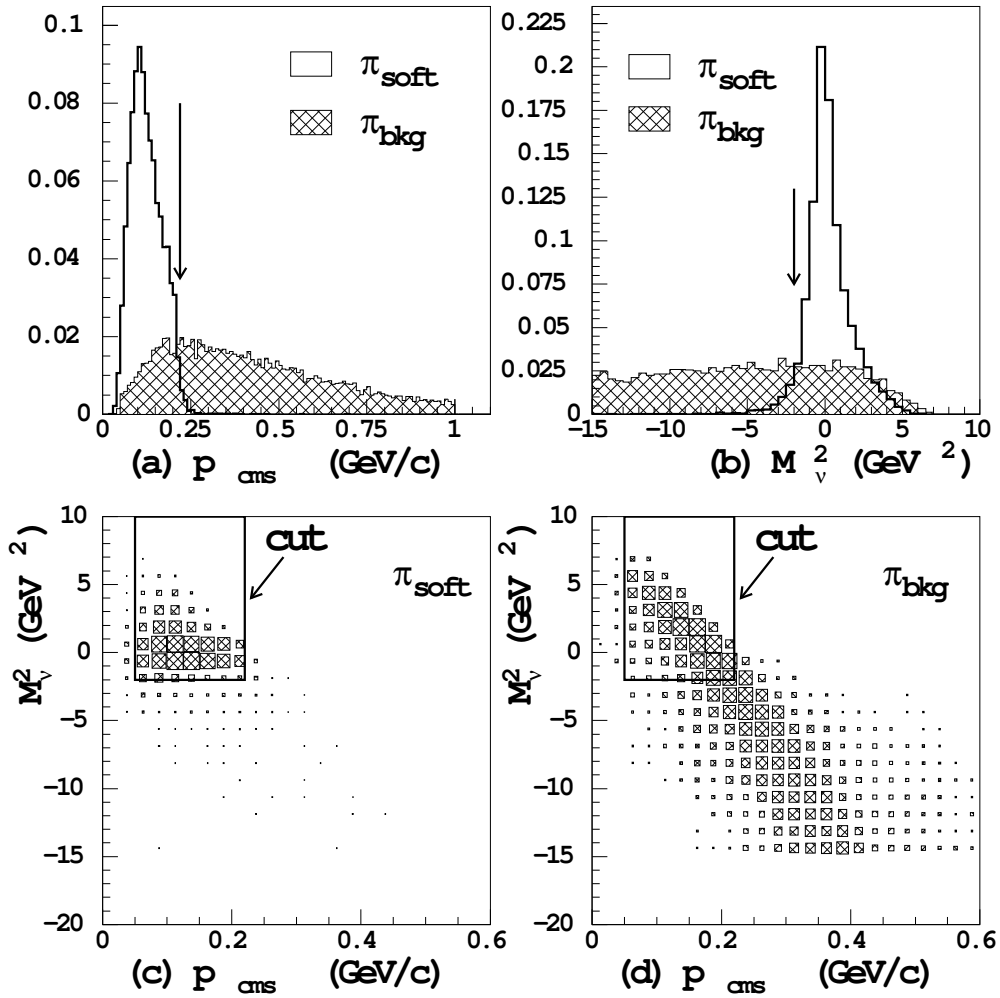 0.1
0.08
0.06
0.04
0.02
0
π soft
π bkg
0 0.25 0.5 0.75 1
(a) p cms (GeV/c)
0.225
0.2
0.175
0.15
0.125
0.1
0.075
0.05
0.025
0
π soft
π bkg
−15 −10 −5 0 5 10
(b) M²ν (GeV ²)
M²ν (GeV ²)
10
5
0
−5
−10
−15
−20
cut
π soft
0 0.2 0.4 0.6
(c) p cms (GeV/c)
M²ν (GeV ²)
10
5
0
−5
−10
−15
−20
cut
π bkg
0 0.2 0.4 0.6
(d) p cms (GeV/c)